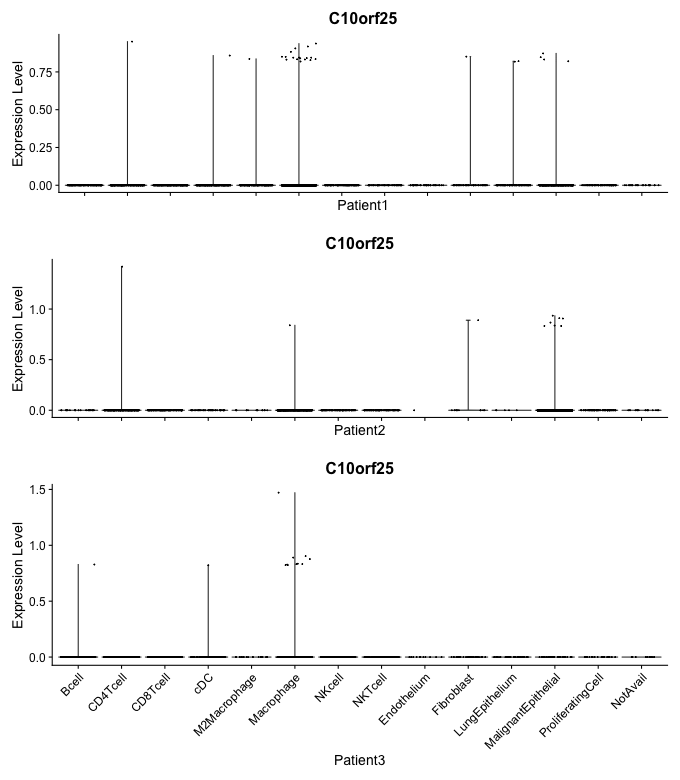 C10orf25
Expression Level
0.75
0.50
0.25
0.00
Patient1
C10orf25
Expression Level
1.0
0.5
0.0
Patient2
C10orf25
Expression Level
1.5
1.0
0.5
0.0
Bcell
CD4Tcell
CD8Tcell
cDC
M2Macrophage
Macrophage
NKcell
NKTcell
Endothelium
Fibroblast
LungEpithelium
MalignantEpithelial
ProliferatingCell
NotAvail
Patient3